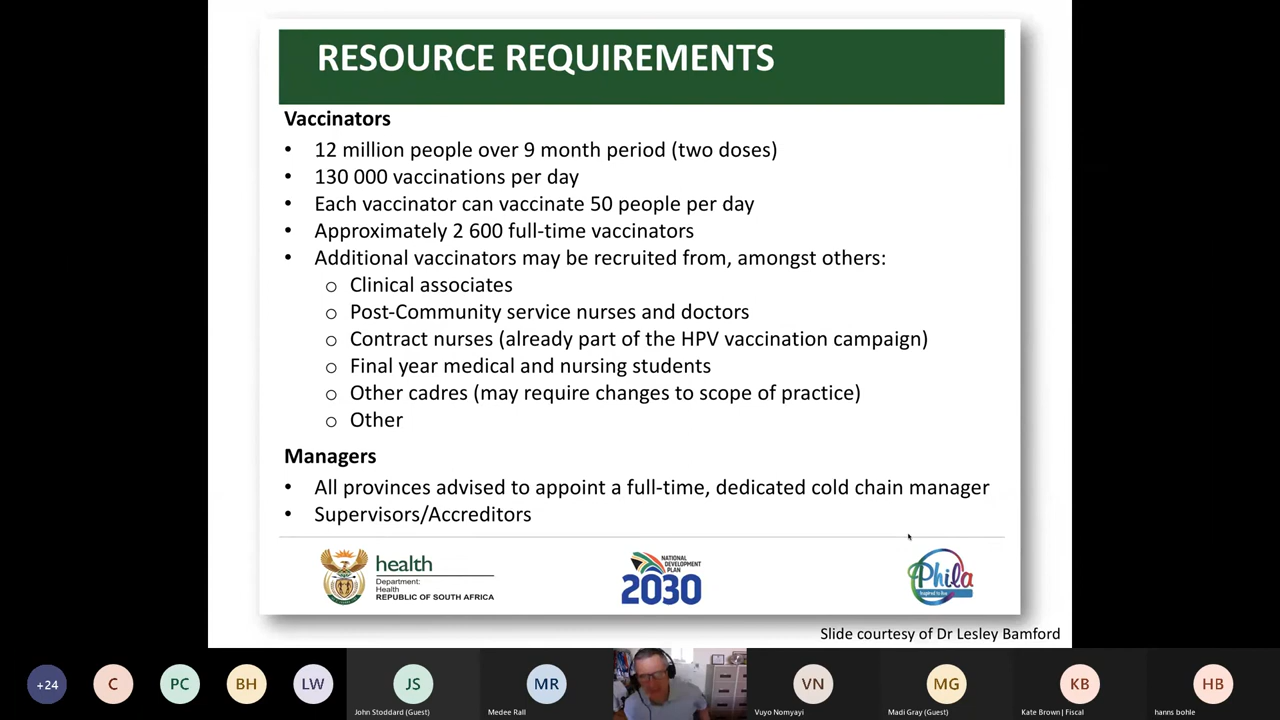 RESOURCE REQUIREMENTS
Vaccinators
• 12 million people over 9 month period (two doses)
• 130 000 vaccinations per day
• Each vaccinator can vaccinate 50 people per day
• Approximately 2 600 full-time vaccinators
• Additional vaccinators may be recruited from, amongst others:
o Clinical associates
o Post-Community service nurses and doctors
o Contract nurses (already part of the HPV vaccination campaign)
o Final year medical and nursing students
o Other cadres (may require changes to scope of practice)
o Other
Managers
• All provinces advised to appoint a full-time, dedicated cold chain manager
• Supervisors/Accreditors
health
Department:
Health
REPUBLIC OF SOUTH AFRICA
NATIONAL
DEVELOPMENT
PLAN
2030
Phila
Inspired to live
Slide courtesy of Dr Lesley Bamford
+24
C
PC
BH
LW
JS
John Stoddard (Guest)
MR
Medee Rall
VN
Vuyo Nomyayi
MG
Madi Gray (Guest)
KB
Kate Brown | Fiscal
HB
hanns bohle